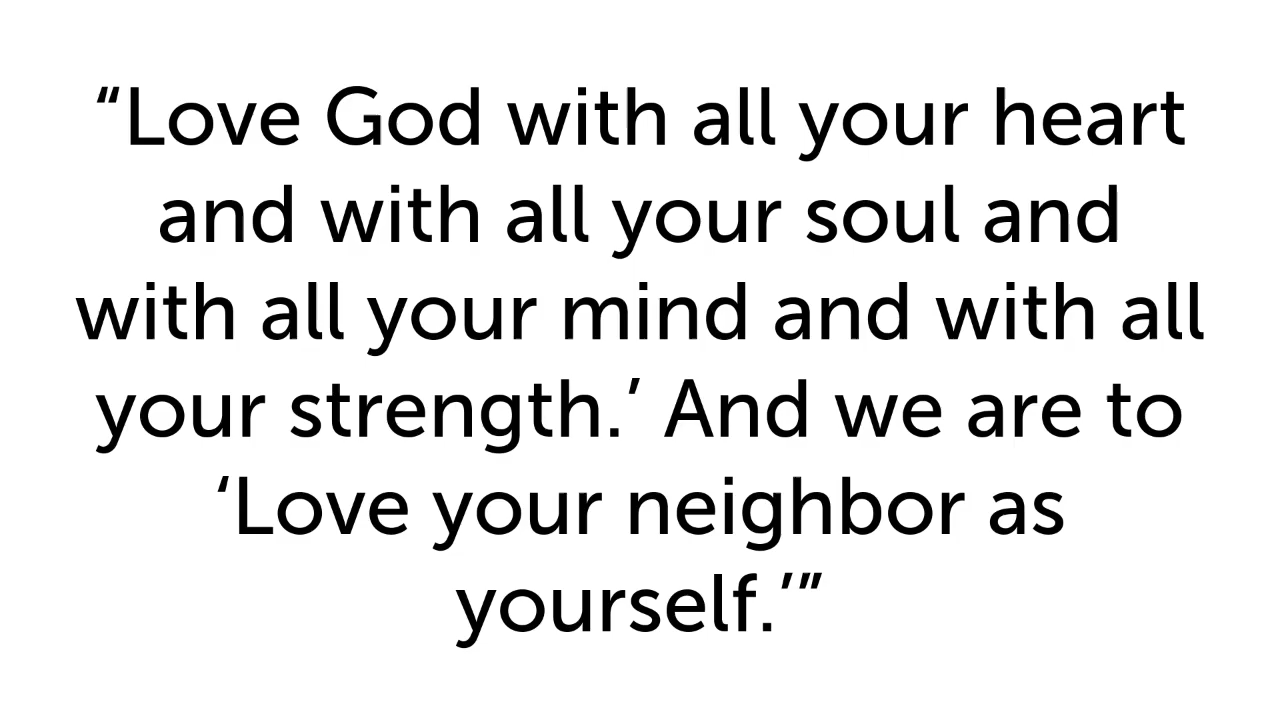 “Love God with all your heart
and with all your soul and
with all your mind and with all
your strength.’ And we are to
‘Love your neighbor as
yourself.’”